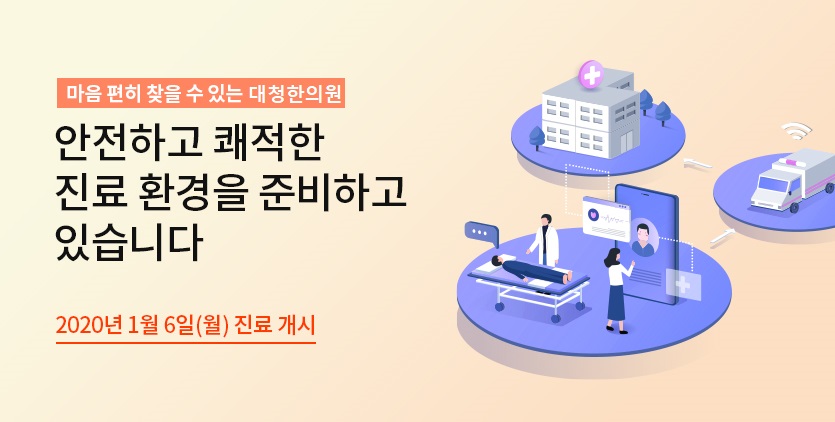 마음 편히 찾을 수 있는 대청한의원
안전하고 쾌적한
진료 환경을 준비하고
있습니다
2020년 1월 6일(월) 진료 개시